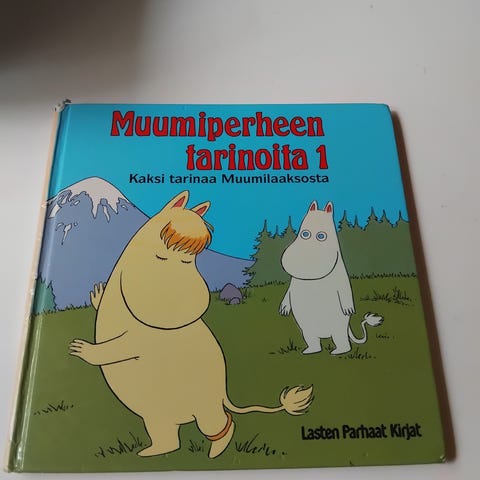 Muumiperheen
tarinoita 1
Kaksi tarinaa Muumilaaksosta
Lasten Parhaat Kirjat